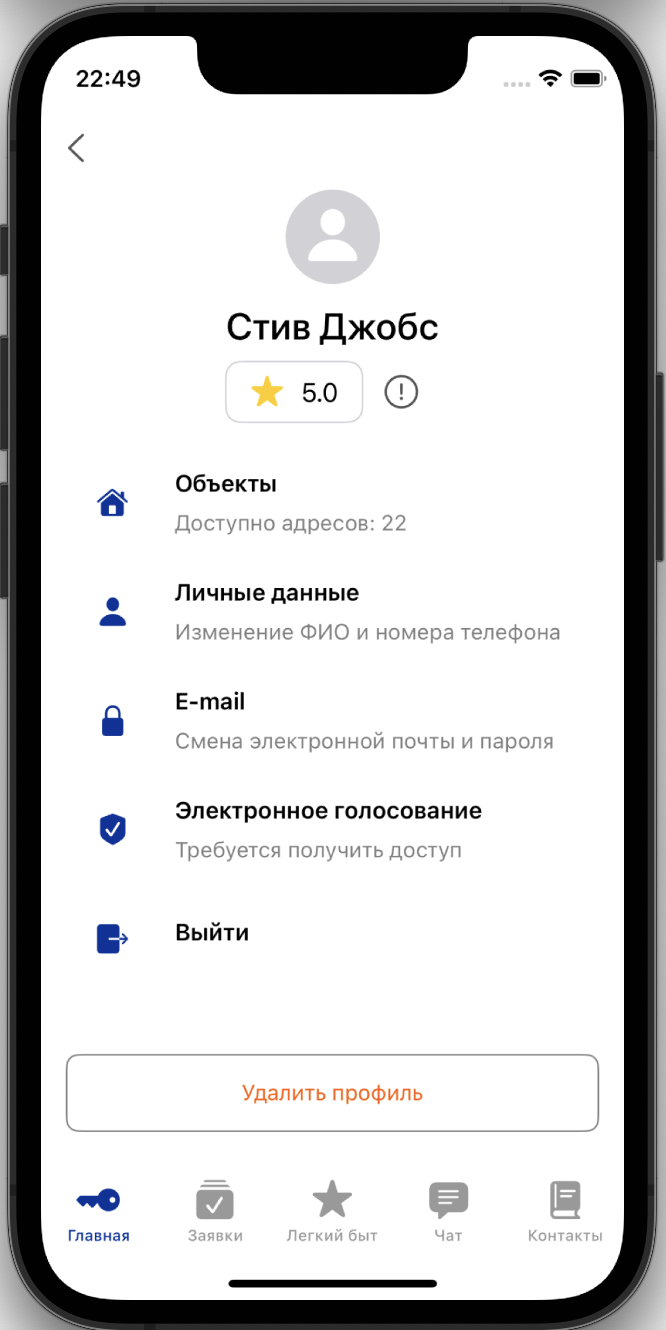 22:49
Стив Джобс
5.0
Объекты
Доступно адресов: 22
Личные данные
Изменение ФИО и номера телефона
E-mail
Смена электронной почты и пароля
Электронное голосование
Требуется получить доступ
Выйти
Удалить профиль
Главная
Заявки
Легкий быт
Чат
Контакты